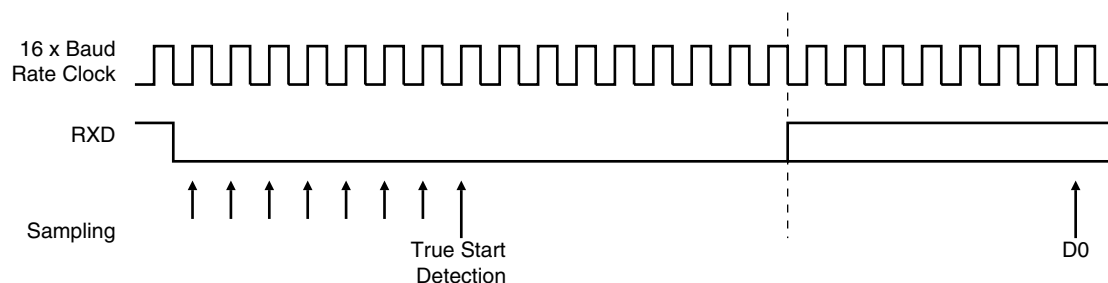 16 x Baud
Rate Clock
RXD
Sampling
True Start
Detection
D0